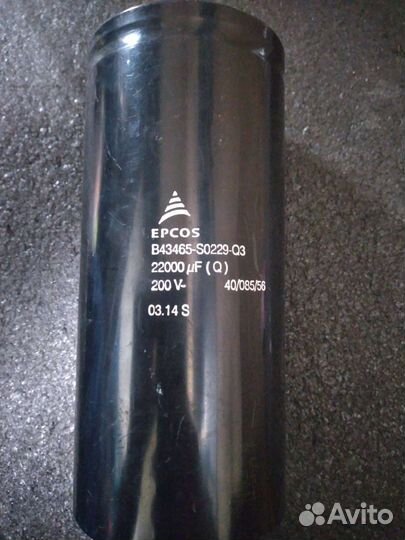 EPCOS
B43465-S0229-Q3
22000 µF (Q)
200 V- 40/085/56
03.14 S
Avito